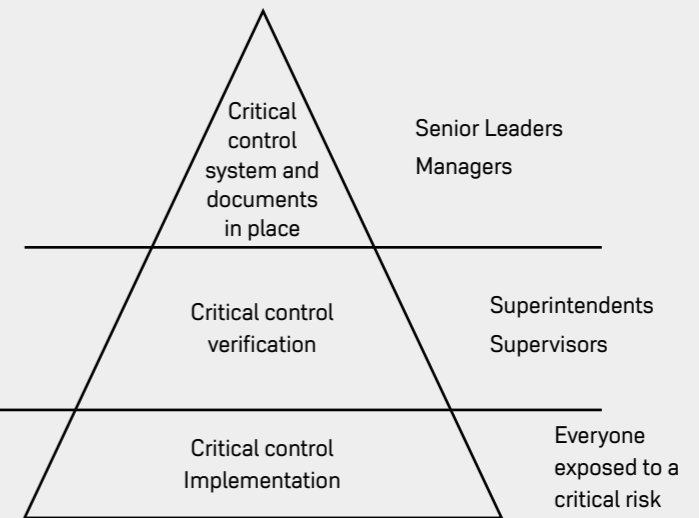 Critical
control
system and
documents
in place
Senior Leaders
Managers
Critical control
verification
Superintendents
Supervisors
Critical control
Implementation
Everyone
exposed to a
critical risk